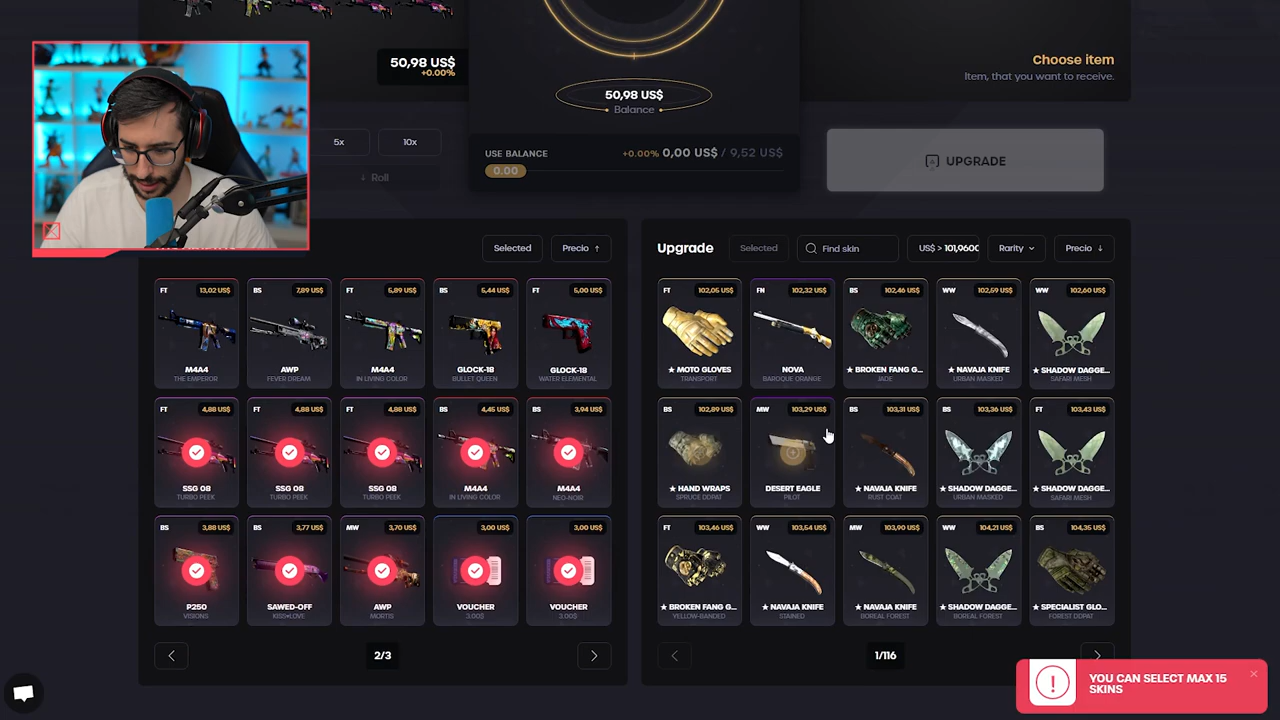 50,98 US$
+0.00%
50,98 US$
Balance
Choose item
Item, that you want to receive.
5x
10x
Roll
USE BALANCE
+0.00% 0,00 US$ / 9,52 US$
0.00
UPGRADE
Selected
Precio ↑
Upgrade
Selected
Find skin
US$ > 101,9600
Rarity
Precio ↓
FT 13,02 US$
M4A4
THE EMPEROR
BS 7,89 US$
AWP
FEVER DREAM
FT 5,89 US$
M4A4
IN LIVING COLOR
BS 5,44 US$
GLOCK-18
BULLET QUEEN
FT 5,00 US$
GLOCK-18
WATER ELEMENTAL
FT 4,88 US$
SSG 08
TURBO PEEK
FT 4,88 US$
SSG 08
TURBO PEEK
FT 4,88 US$
SSG 08
TURBO PEEK
BS 4,45 US$
M4A4
IN LIVING COLOR
BS 3,94 US$
M4A4
NEO-NOIR
BS 3,88 US$
P250
VISIONS
BS 3,77 US$
SAWED-OFF
KISS♥LOVE
MW 3,70 US$
AWP
MORTIS
3,00 US$
VOUCHER
3.00$
3,00 US$
VOUCHER
3.00$
2/3
FT 102,05 US$
★ MOTO GLOVES
TRANSPORT
FN 102,32 US$
NOVA
BAROQUE ORANGE
BS 102,46 US$
★ BROKEN FANG G...
JADE
WW 102,59 US$
★ NAVAJA KNIFE
URBAN MASKED
WW 102,60 US$
★ SHADOW DAGGE...
SAFARI MESH
BS 102,89 US$
★ HAND WRAPS
SPRUCE DDPAT
MW 103,29 US$
DESERT EAGLE
PILOT
BS 103,31 US$
★ NAVAJA KNIFE
RUST COAT
BS 103,36 US$
★ SHADOW DAGGE...
URBAN MASKED
FT 103,43 US$
★ SHADOW DAGGE...
SAFARI MESH
FT 103,46 US$
★ BROKEN FANG G...
YELLOW-BANDED
WW 103,54 US$
★ NAVAJA KNIFE
STAINED
MW 103,90 US$
★ NAVAJA KNIFE
BOREAL FOREST
WW 104,21 US$
★ SHADOW DAGGE...
BOREAL FOREST
BS 104,35 US$
★ SPECIALIST GLO...
FOREST DDPAT
1/116
YOU CAN SELECT MAX 15
SKINS